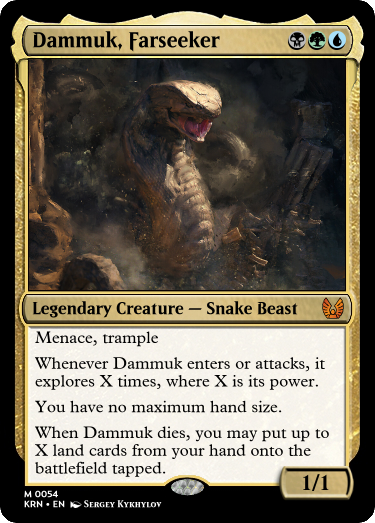 Dammuk, Farseeker
Legendary Creature — Snake Beast
Menace, trample
Whenever Dammuk enters or attacks, it
explores X times, where X is its power.
You have no maximum hand size.
When Dammuk dies, you may put up to
X land cards from your hand onto the
battlefield tapped.
1/1
M 0054
KRN • EN Sergey Kykhylov